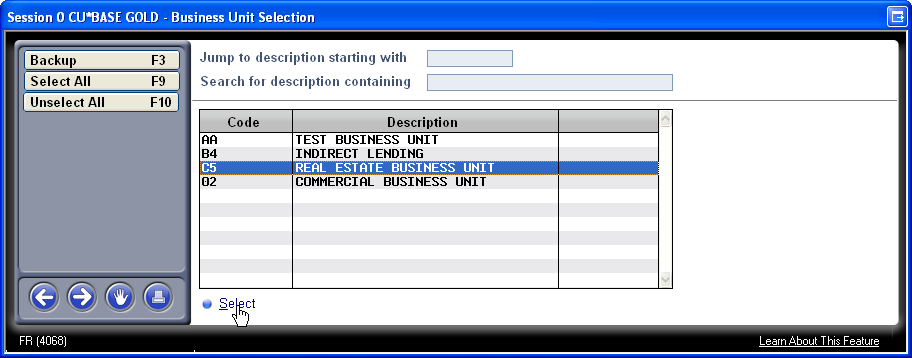 Session 0 CU*BASE GOLD - Business Unit Selection
Backup F3
Select All F9
Unselect All F10
Jump to description starting with
Search for description containing
Code Description
AA TEST BUSINESS UNIT
B4 INDIRECT LENDING
C5 REAL ESTATE BUSINESS UNIT
02 COMMERCIAL BUSINESS UNIT
Select
FR (4068) Learn About This Feature